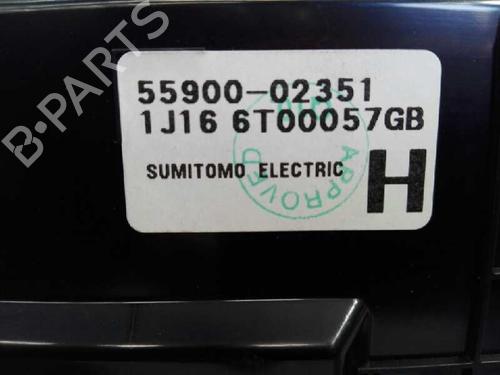 55900-02351
1J16 6T00057GB
SUMITOMO ELECTRIC H
APPROVED
B-PARTS